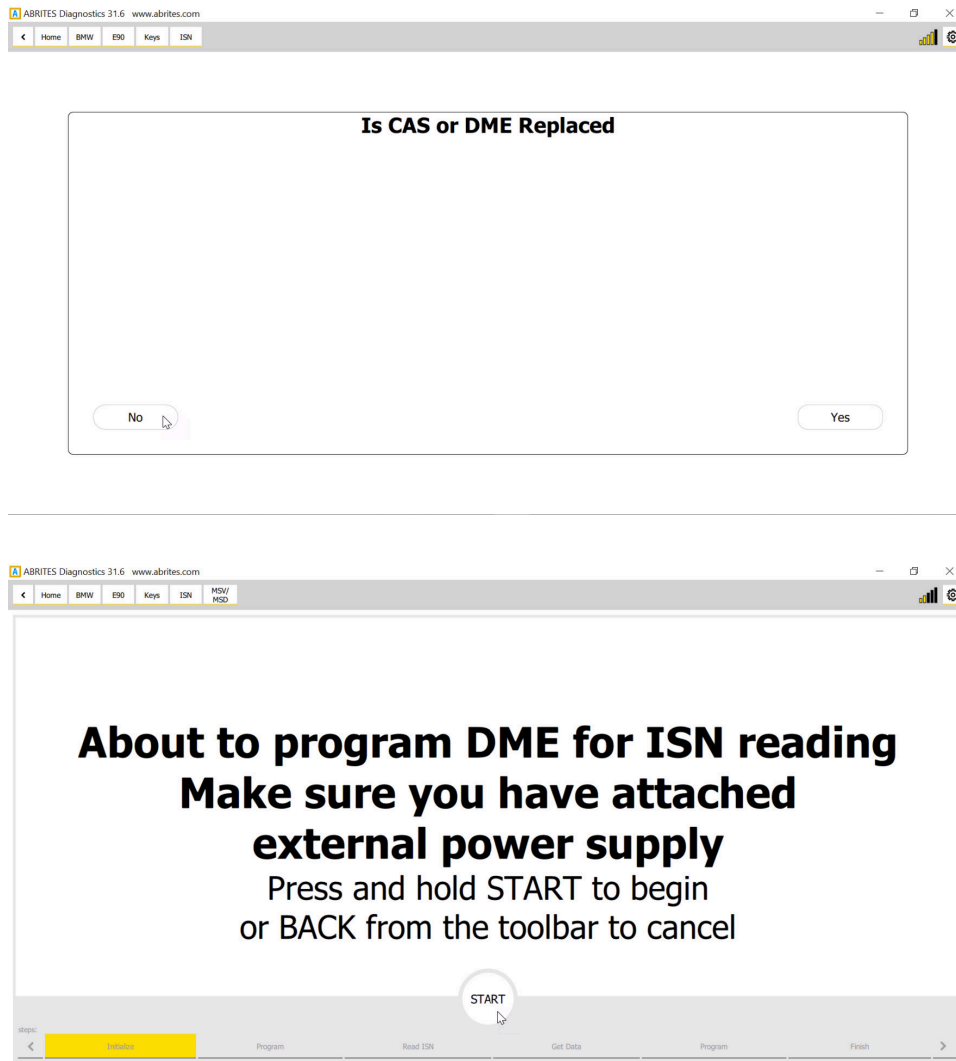 A ABRITES Diagnostics 31.6 www.abrites.com
Home BMW E90 Keys ISN
Is CAS or DME Replaced
No Yes
A ABRITES Diagnostics 31.6 www.abrites.com
Home BMW E90 Keys ISN MSV/
MSD
About to program DME for ISN reading
Make sure you have attached
external power supply
Press and hold START to begin
or BACK from the toolbar to cancel
START
steps:
Initialize Program Read ISN Get Data Program Finish